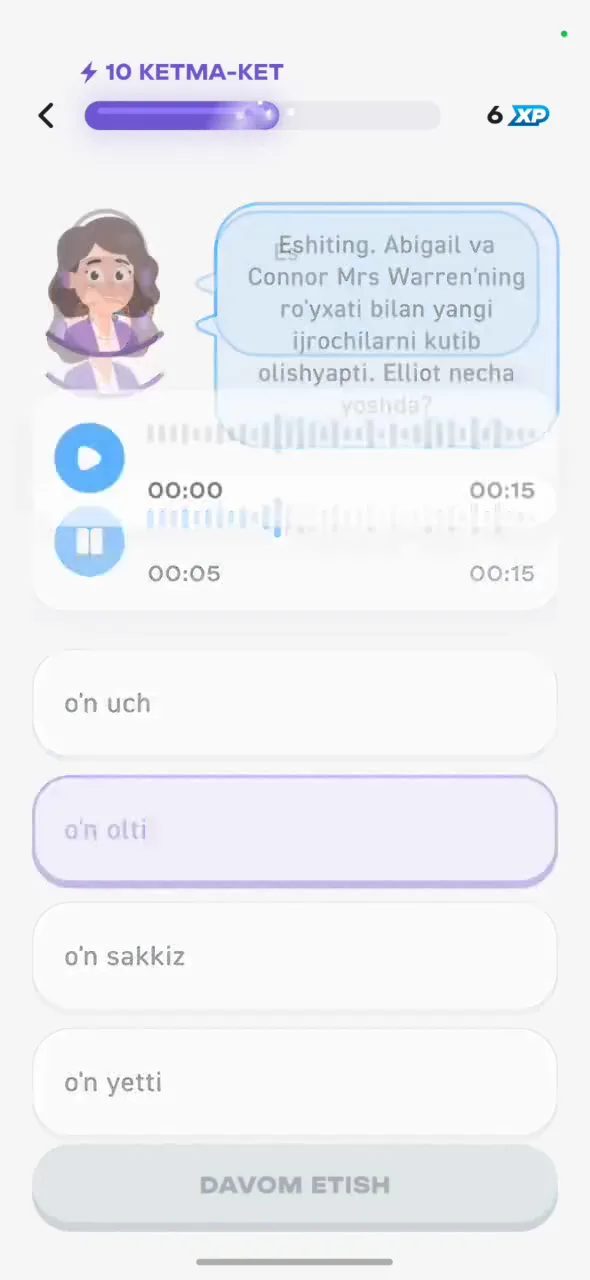 10 KETMA-KET
6 XP
Eshiting. Abigail va
Connor Mrs Warren'ning
ro'yxati bilan yangi
ijrochilarni kutib
olishyapti. Elliot necha
yoshda?
Es
00:00 00:15
00:05 00:15
o'n uch
o'n olti
o'n sakkiz
o'n yetti
DAVOM ETISH